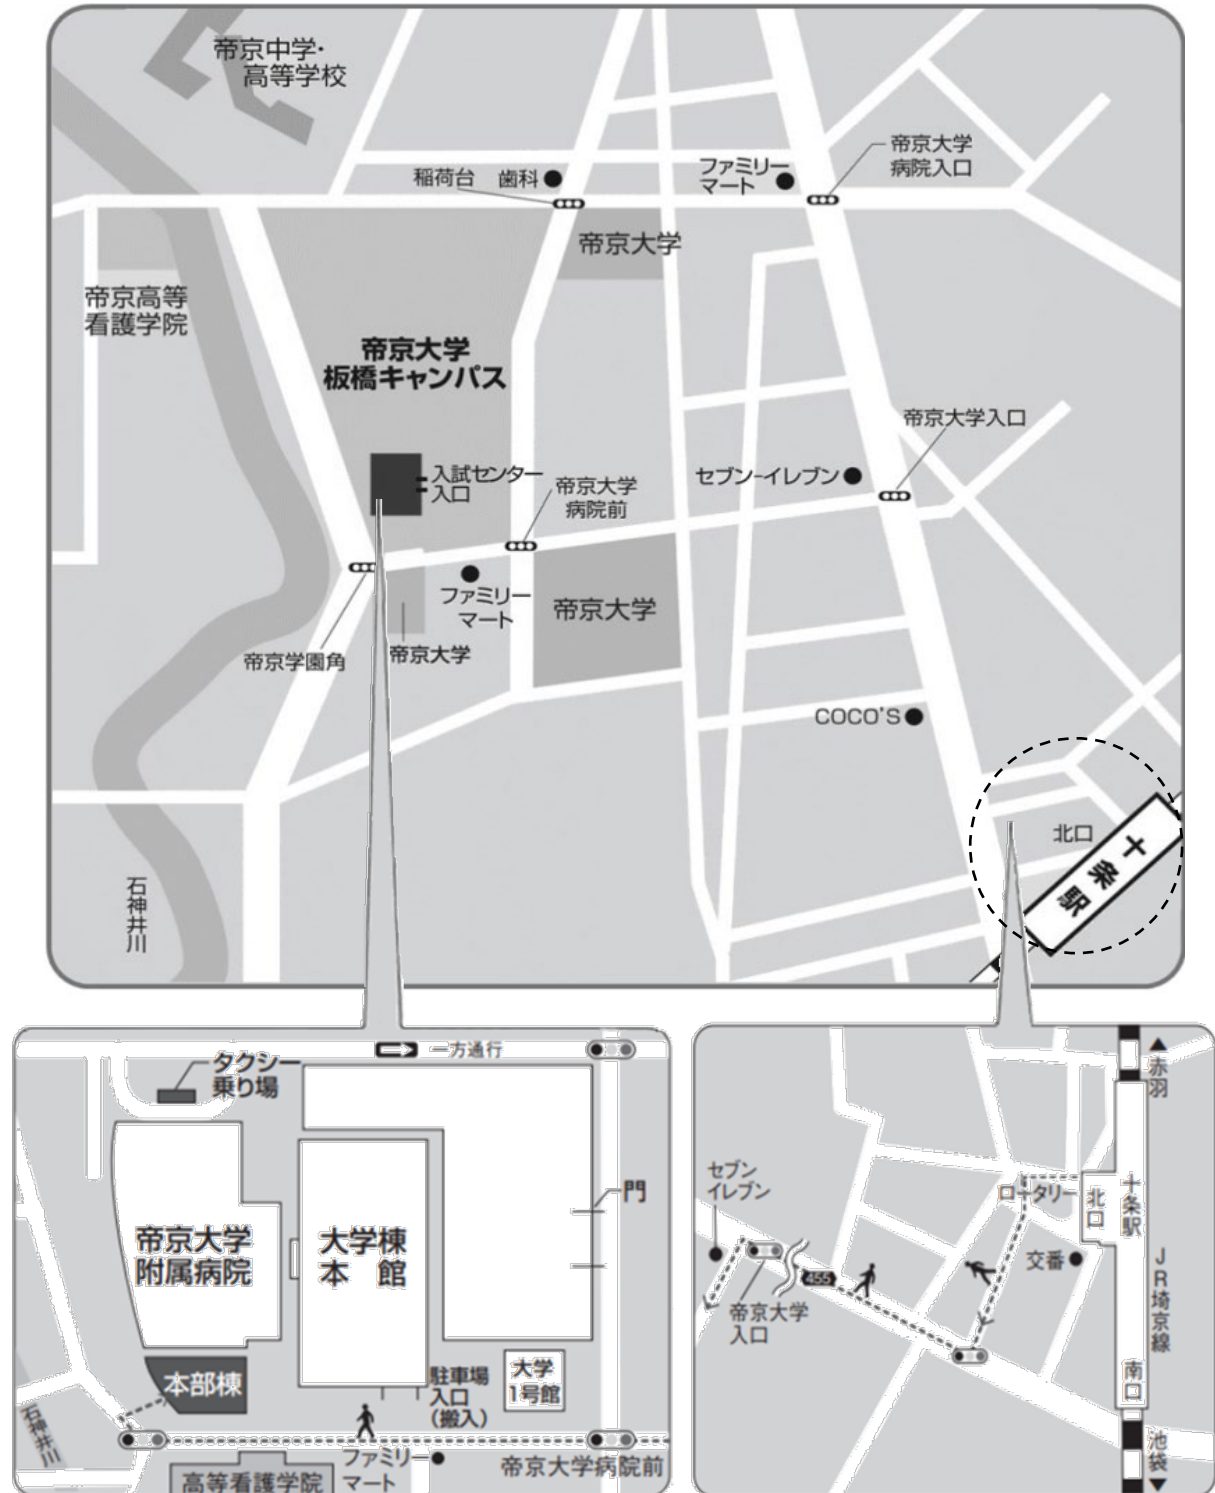 帝京中学・
高等学校
帝京大学
病院入口
ファミリー
マート
稲荷台
歯科
帝京大学
帝京高等
看護学院
帝京大学
板橋キャンパス
帝京大学入口
入試センター
入口
セブン-イレブン
帝京大学
病院前
ファミリー
マート
帝京大学
帝京学園角
帝京大学
COCO'S
北口
十条駅
石神井川
一方通行
タクシー
乗り場
門
帝京大学
附属病院
大学棟
本 館
本部棟
駐車場
入口
(搬入)
大学
1号館
石神井川
ファミリー
マート
帝京大学病院前
高等看護学院
赤羽
セブン
イレブン
ロータリー
北口
十条駅
交番
455
帝京大学
入口
JR埼京線
南口
池袋